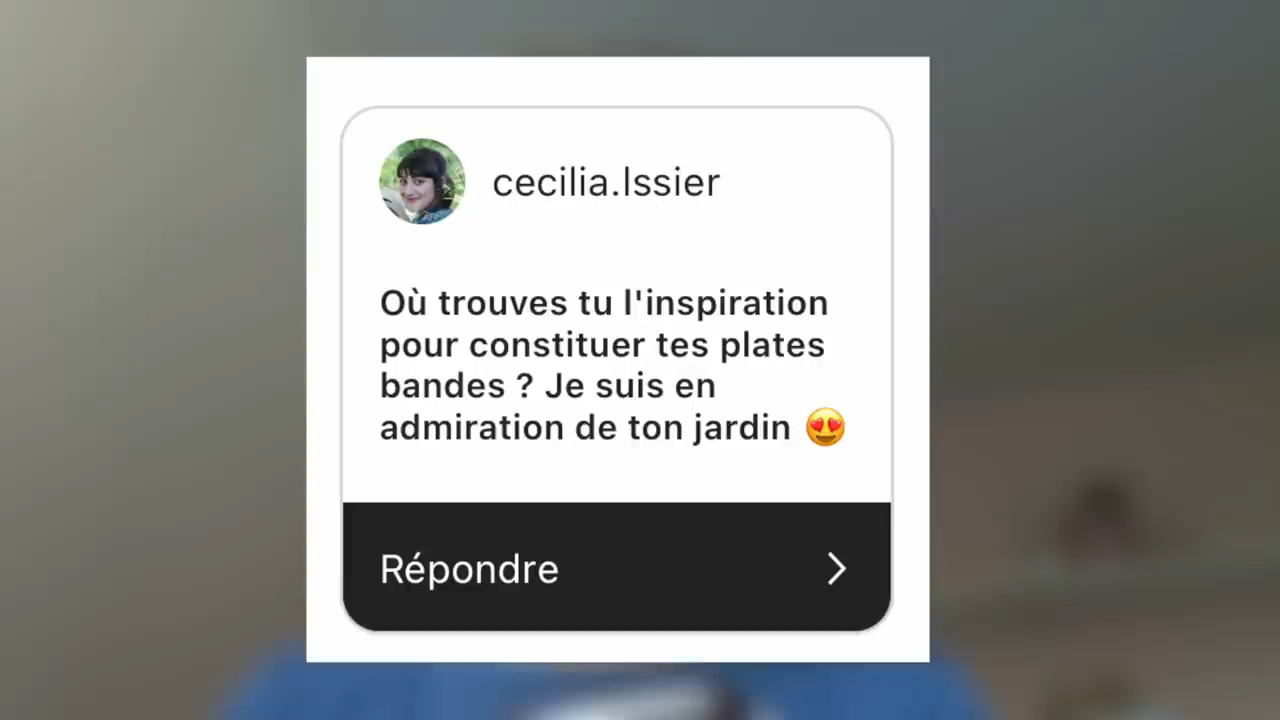 cecilia.lssier
Où trouves tu l'inspiration
pour constituer tes plates
bandes ? Je suis en
admiration de ton jardin 😍
Répondre